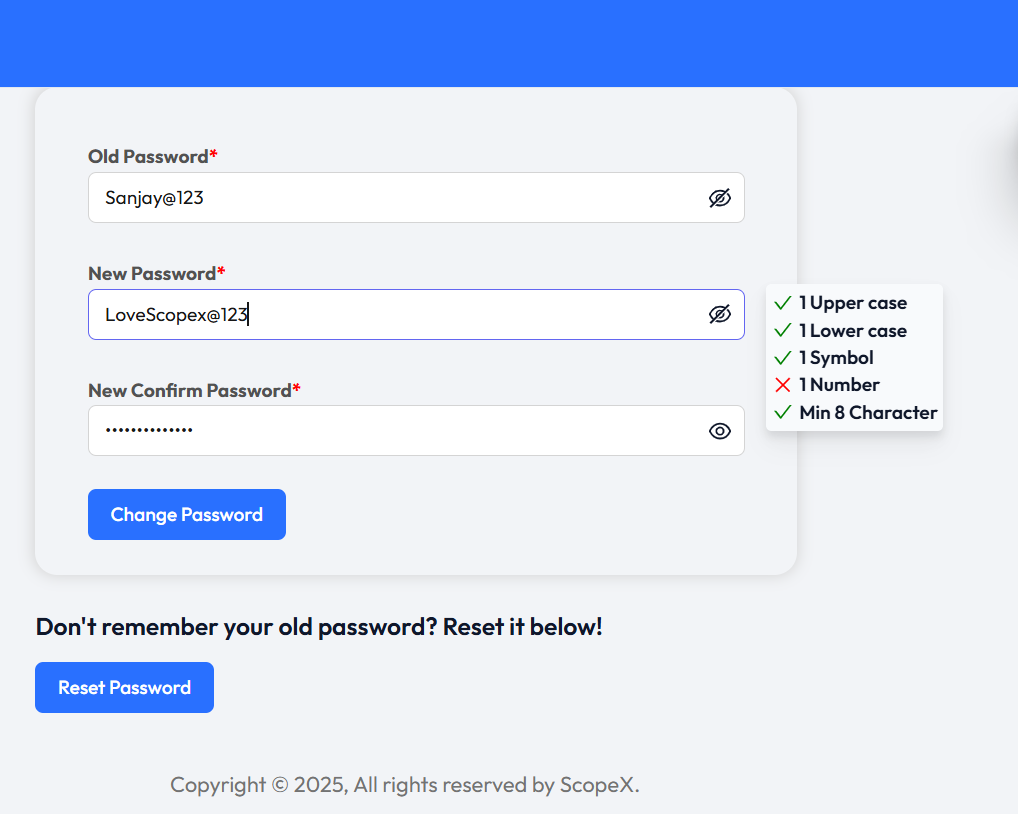 Old Password*
Sanjay@123
New Password*
LoveScopex@123
1 Upper case
1 Lower case
1 Symbol
1 Number
Min 8 Character
New Confirm Password*
••••••••••••••
Change Password
Don't remember your old password? Reset it below!
Reset Password
Copyright © 2025, All rights reserved by ScopeX.